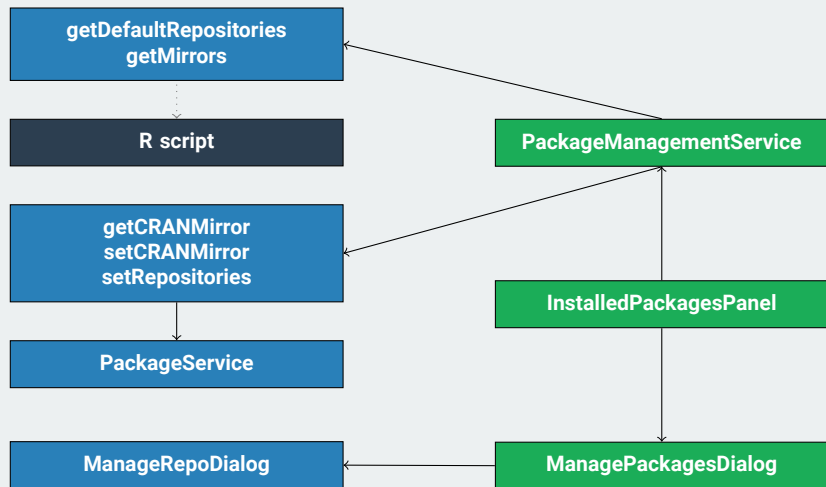 getDefaultRepositories
getMirrors
R script
PackageManagementService
getCRANMirror
setCRANMirror
setRepositories
InstalledPackagesPanel
PackageService
ManageRepoDialog
ManagePackagesDialog